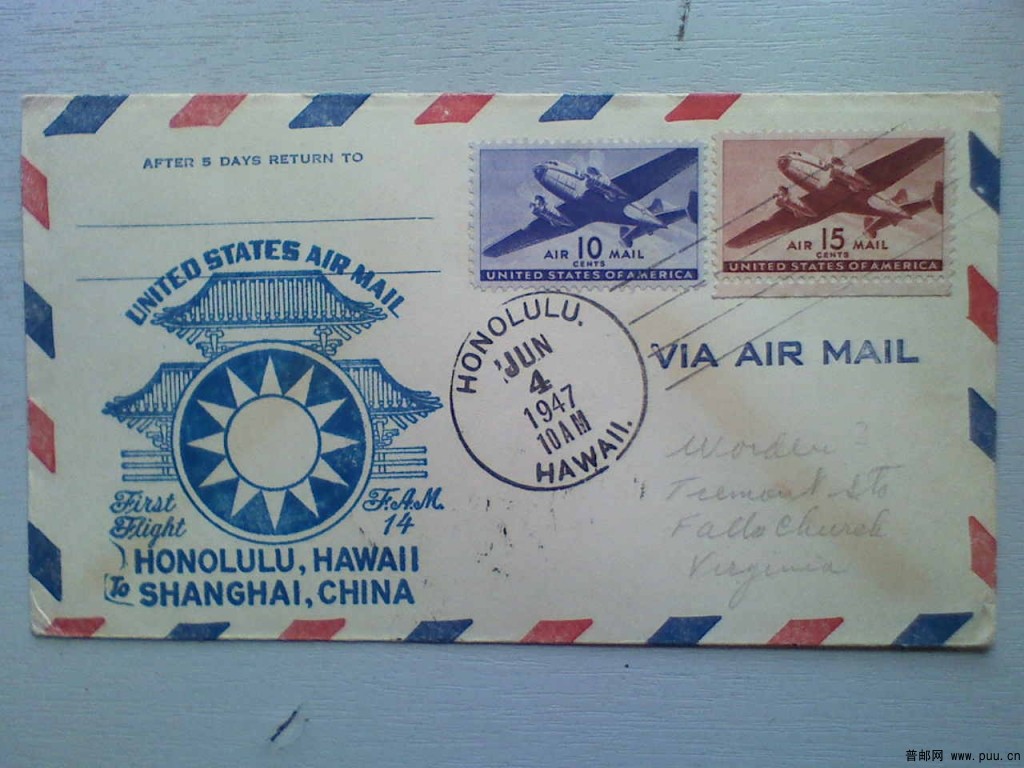 AFTER 5 DAYS RETURN TO
AIR 10 MAIL
CENTS
UNITED STATES OF AMERICA
AIR 15 MAIL
CENTS
UNITED STATES OF AMERICA
UNITED STATES AIR MAIL
HONOLULU.
JUN
4
1947
10 AM
HAWAII.
VIA AIR MAIL
First
Flight
F.A.M.
14
HONOLULU, HAWAII
To
SHANGHAI, CHINA
Worden
Tremont Sts
Falls Church
Virginia
普邮网 www.puu.cn